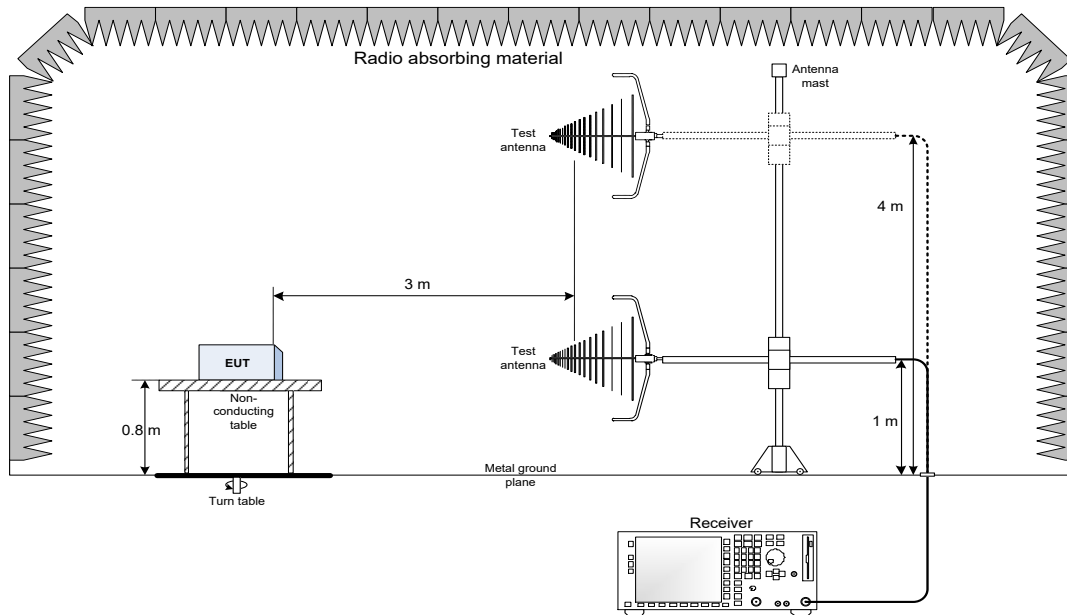 Radio absorbing material
Antenna
mast
Test
antenna
4 m
3 m
EUT
Test
antenna
Non-
conducting
table
0.8 m
1 m
Metal ground
plane
Turn table
Receiver